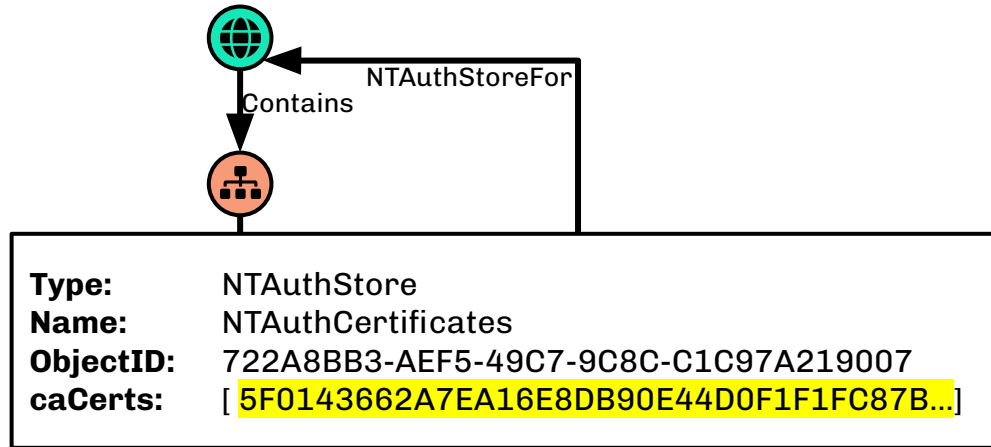 NTAuthStoreFor
Contains
Type: NTAuthStore
Name: NTAuthCertificates
ObjectID: 722A8BB3-AEF5-49C7-9C8C-C1C97A219007
caCerts: [ 5F0143662A7EA16E8DB90E44D0F1F1FC87B...]